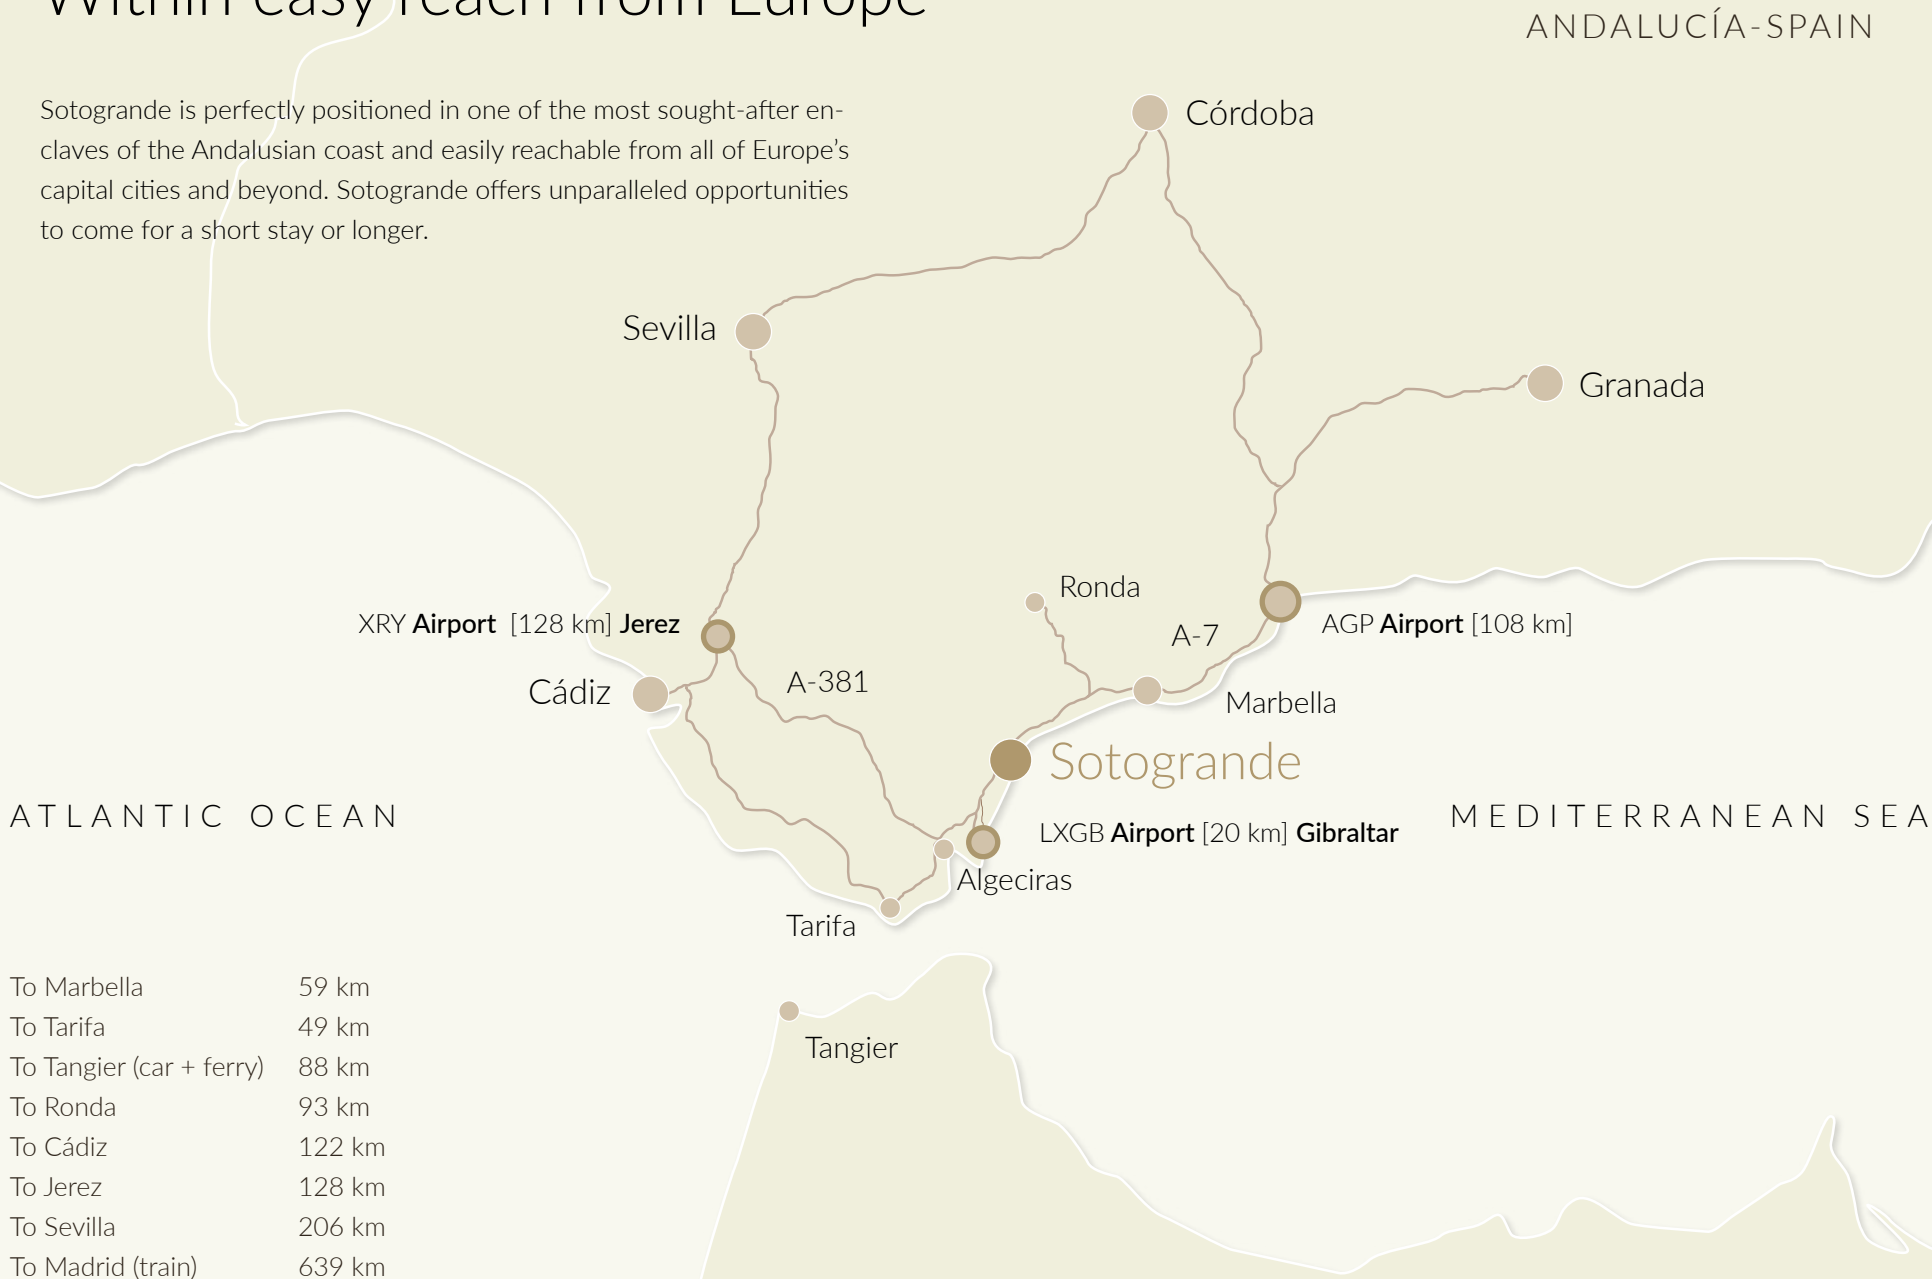 Within easy reach from Europe
ANDALUCÍA-SPAIN
Sotogrande is perfectly positioned in one of the most sought-after en-
claves of the Andalusian coast and easily reachable from all of Europe’s
capital cities and beyond. Sotogrande offers unparalleled opportunities
to come for a short stay or longer.
Córdoba
Sevilla
Granada
Ronda
XRY Airport [128 km] Jerez
A-7
AGP Airport [108 km]
A-381
Cádiz
Marbella
Sotogrande
ATLANTIC OCEAN
MEDITERRANEAN SEA
LXGB Airport [20 km] Gibraltar
Algeciras
Tarifa
Tangier
To Marbella 59 km
To Tarifa 49 km
To Tangier (car + ferry) 88 km
To Ronda 93 km
To Cádiz 122 km
To Jerez 128 km
To Sevilla 206 km
To Madrid (train) 639 km